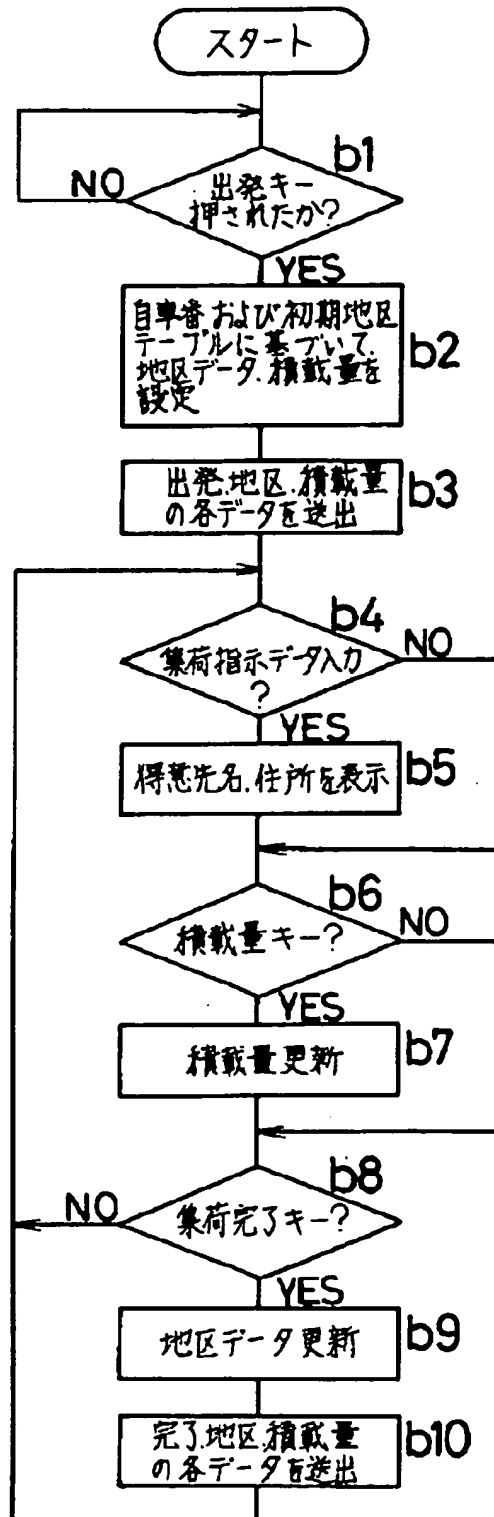 スタート
b1
NO
出発キー
押されたか?
YES
自車番および初期地区
テーブルに基づいて、
地区データ、積載量を
設定
b2
出発、地区、積載量
の各データを送出
b3
b4
NO
集荷指示データ入力
?
YES
得意先名、住所を表示
b5
b6
NO
積載量キー?
YES
積載量更新
b7
b8
NO
集荷完了キー?
YES
地区データ更新
b9
完了、地区、積載量
の各データを送出
b10